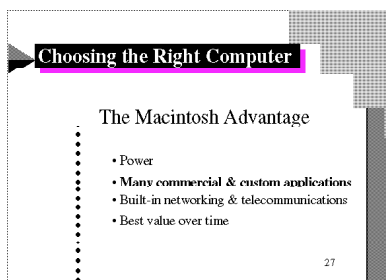 Choosing the Right Computer
The Macintosh Advantage
• Power
• Many commercial & custom applications
• Built-in networking & telecommunications
• Best value over time
27